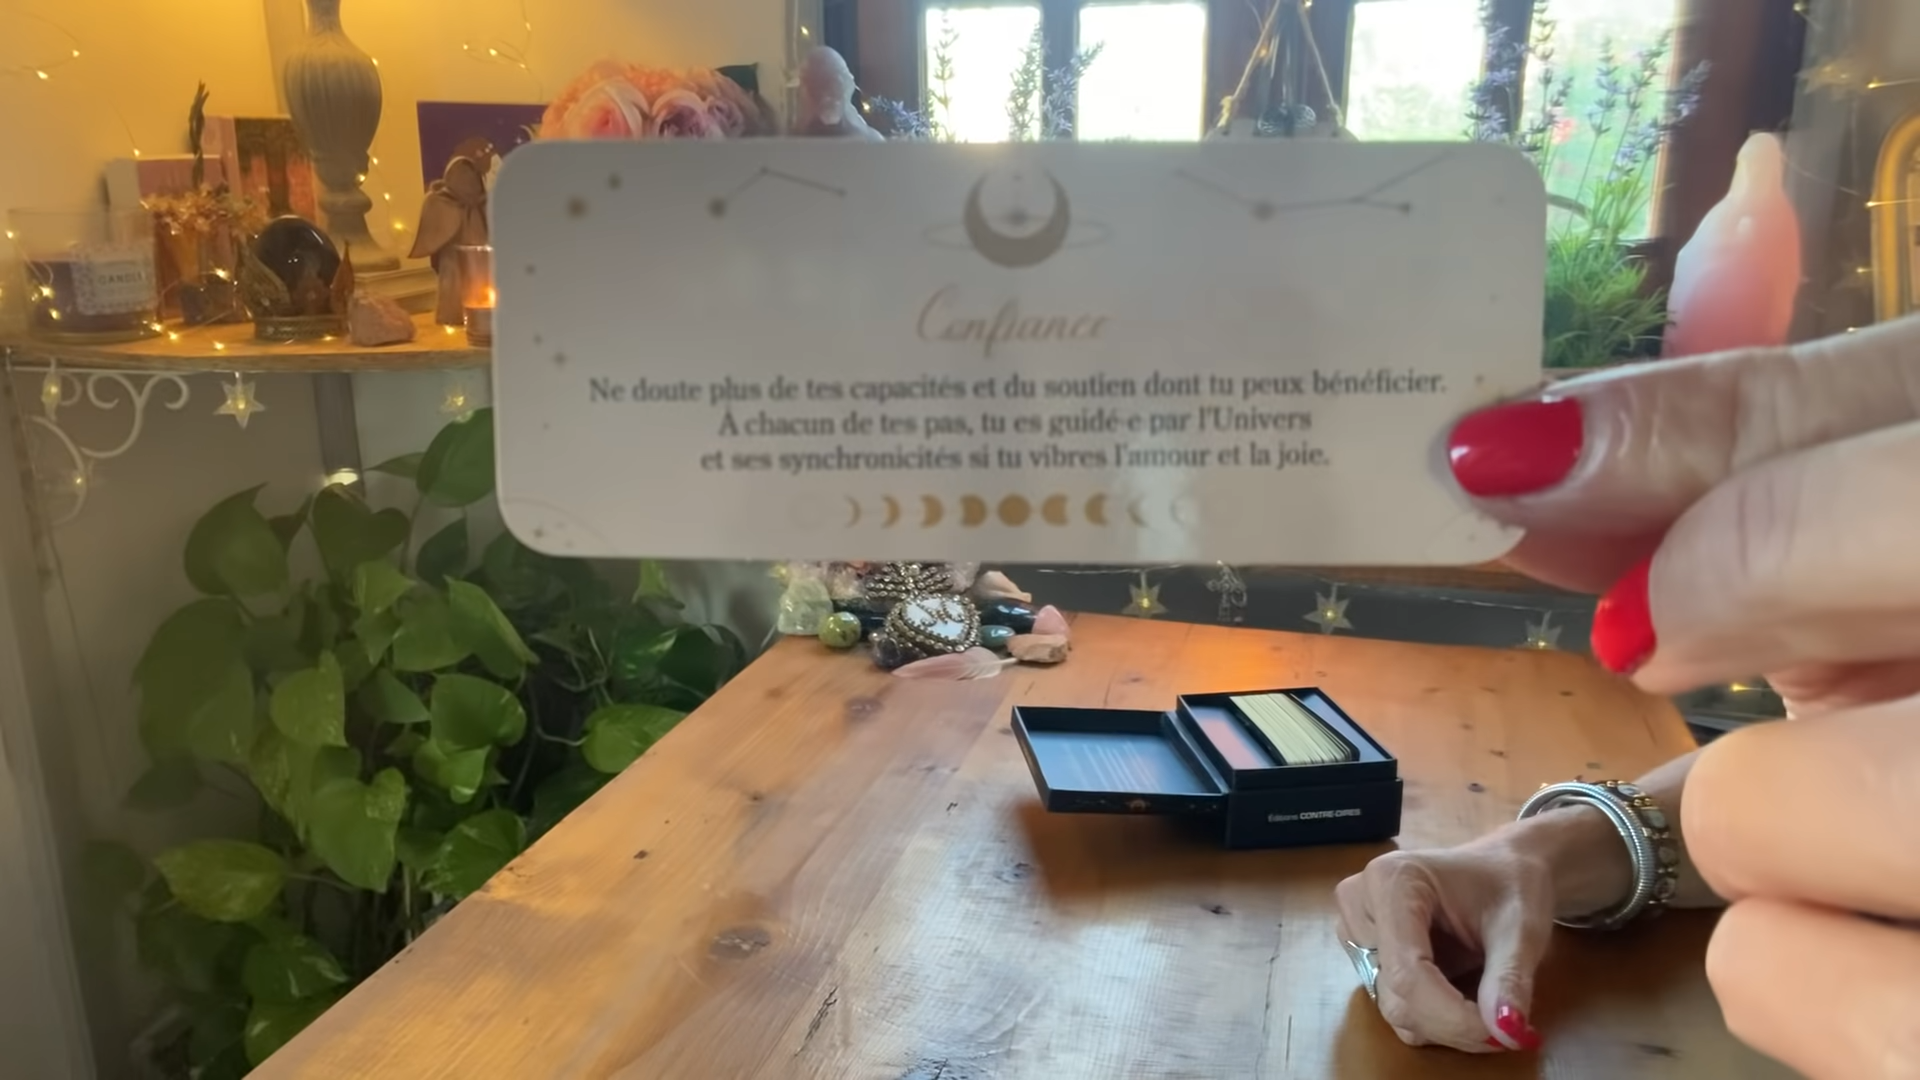 CANDLE
Confiance
Ne doute plus de tes capacités et du soutien dont tu peux bénéficier.
À chacun de tes pas, tu es guidé·e par l'Univers
et ses synchronicités si tu vibres l'amour et la joie.
Éditions CONTRE-DIRES